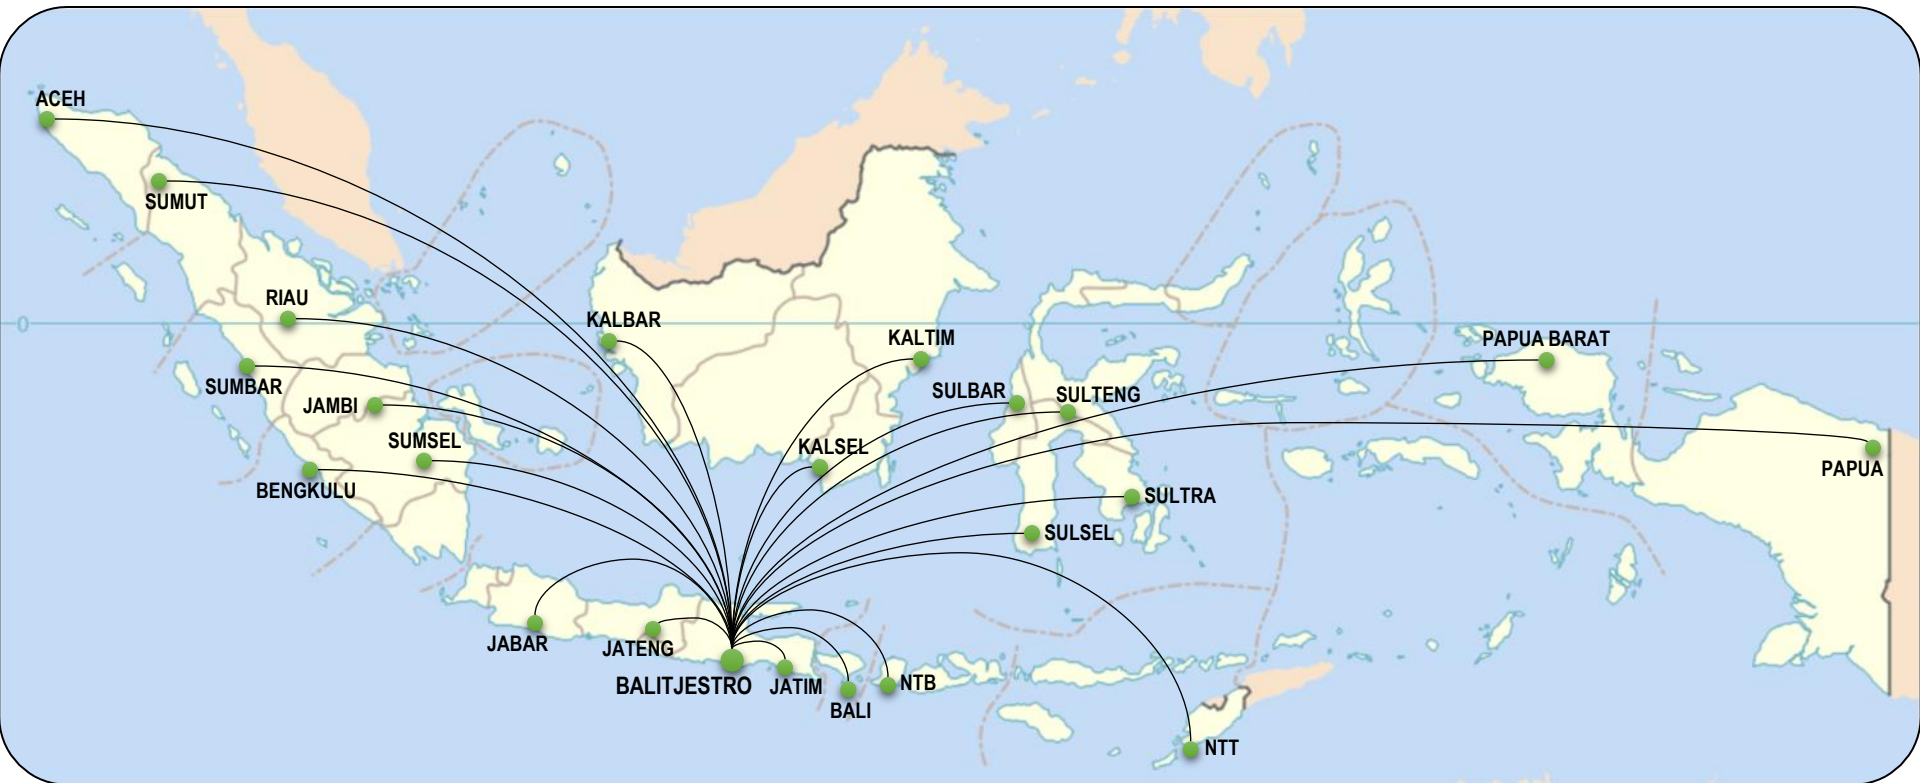 ACEH
SUMUT
RIAU
0
KALBAR
KALTIM
PAPUA BARAT
SUMBAR
SULBAR
SULTENG
JAMBI
SUMSEL
KALSEL
PAPUA
BENGKULU
SULTRA
SULSEL
JABAR
JATENG
BALITJESTRO
JATIM
NTB
BALI
NTT